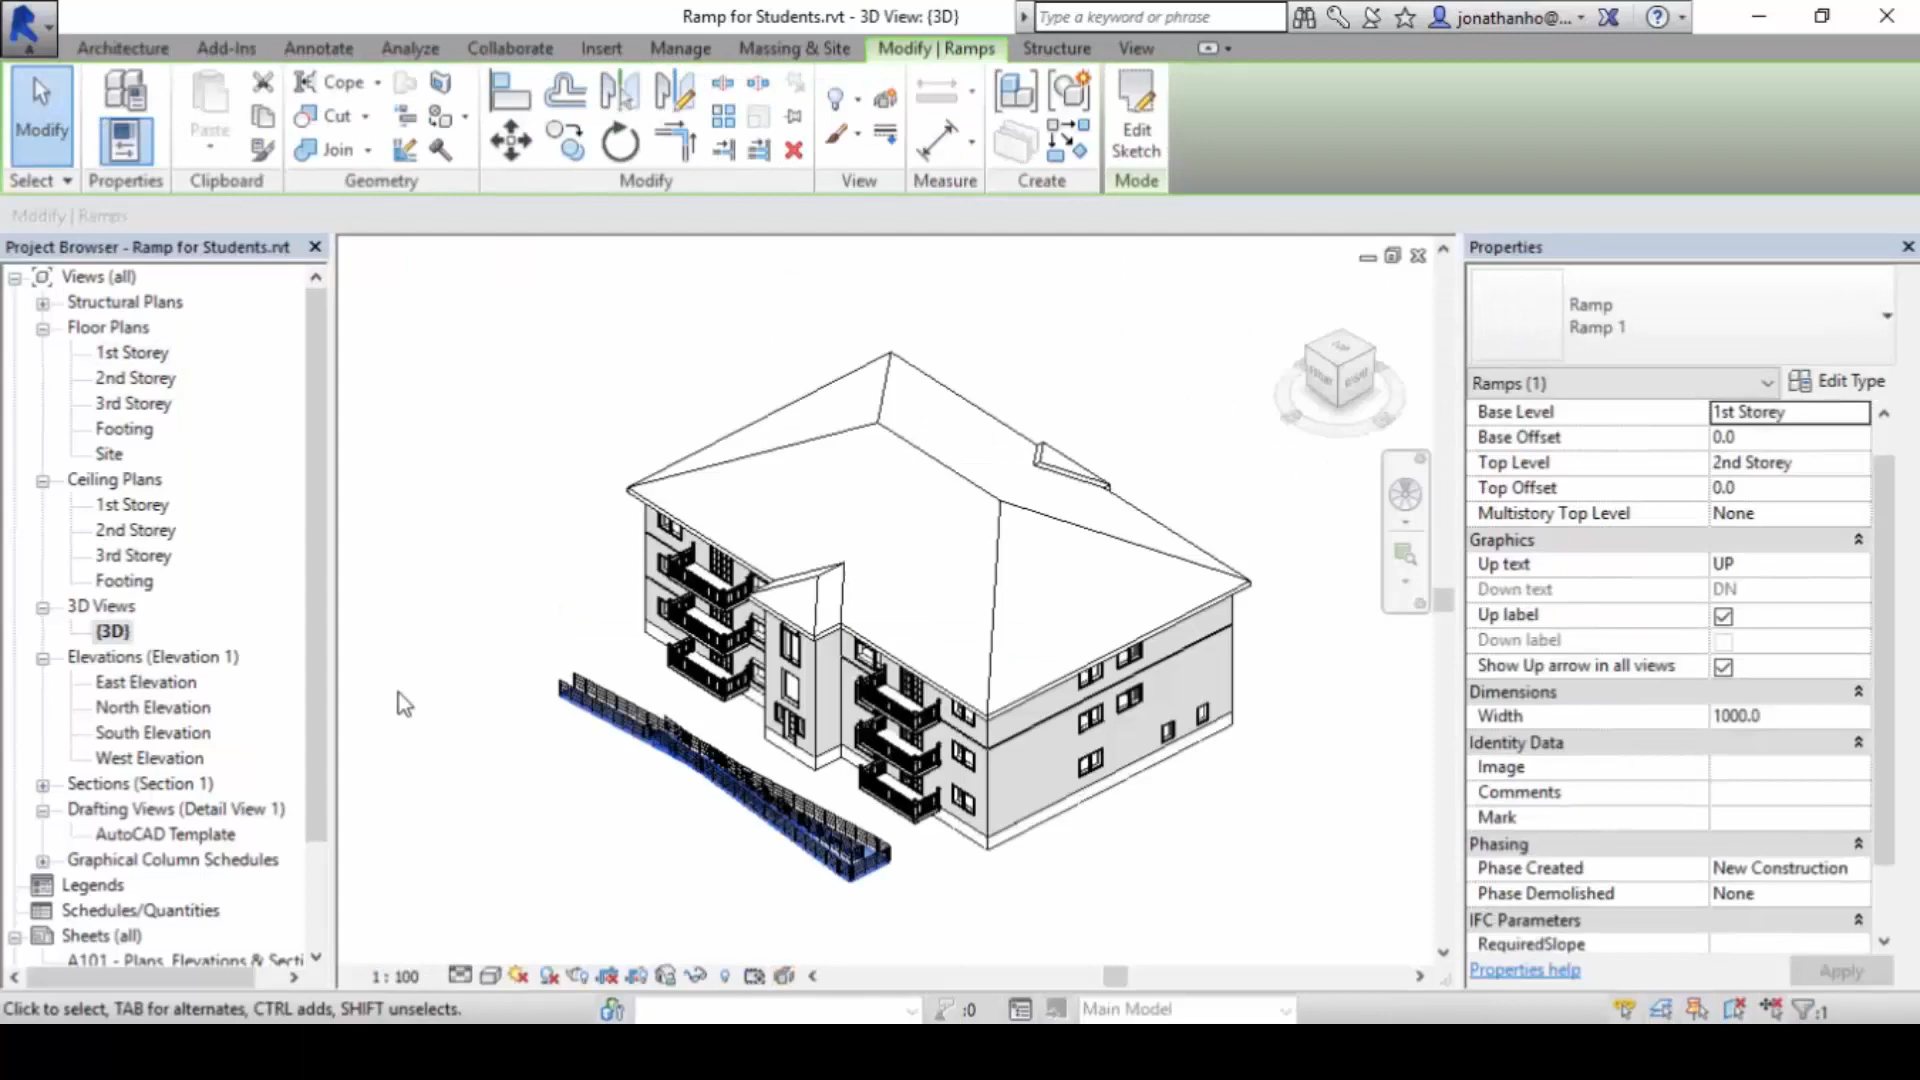 Ramp for Students.rvt - 3D View: {3D}
Type a keyword or phrase
jonathanho@...
Architecture Add-Ins Annotate Analyze Collaborate Insert Manage Massing & Site Modify | Ramps Structure View
Modify
Paste
Cope
Cut
Join
Edit
Sketch
Select Properties Clipboard Geometry Modify View Measure Create Mode
Modify | Ramps
Project Browser - Ramp for Students.rvt
Views (all)
Structural Plans
Floor Plans
1st Storey
2nd Storey
3rd Storey
Footing
Site
Ceiling Plans
1st Storey
2nd Storey
3rd Storey
Footing
3D Views
{3D}
Elevations (Elevation 1)
East Elevation
North Elevation
South Elevation
West Elevation
Sections (Section 1)
Drafting Views (Detail View 1)
AutoCAD Template
Graphical Column Schedules
Legends
Schedules/Quantities
Sheets (all)
A101 - Plans, Elevations & Secti
TOP
FRONT
RIGHT
1 : 100
Properties
Ramp
Ramp 1
Ramps (1)
Edit Type
Base Level 1st Storey
Base Offset 0.0
Top Level 2nd Storey
Top Offset 0.0
Multistory Top Level None
Graphics
Up text UP
Down text DN
Up label
Down label
Show Up arrow in all views
Dimensions
Width 1000.0
Identity Data
Image
Comments
Mark
Phasing
Phase Created New Construction
Phase Demolished None
IFC Parameters
RequiredSlope
Properties help
Apply
Click to select, TAB for alternates, CTRL adds, SHIFT unselects.
:0
Main Model
:1